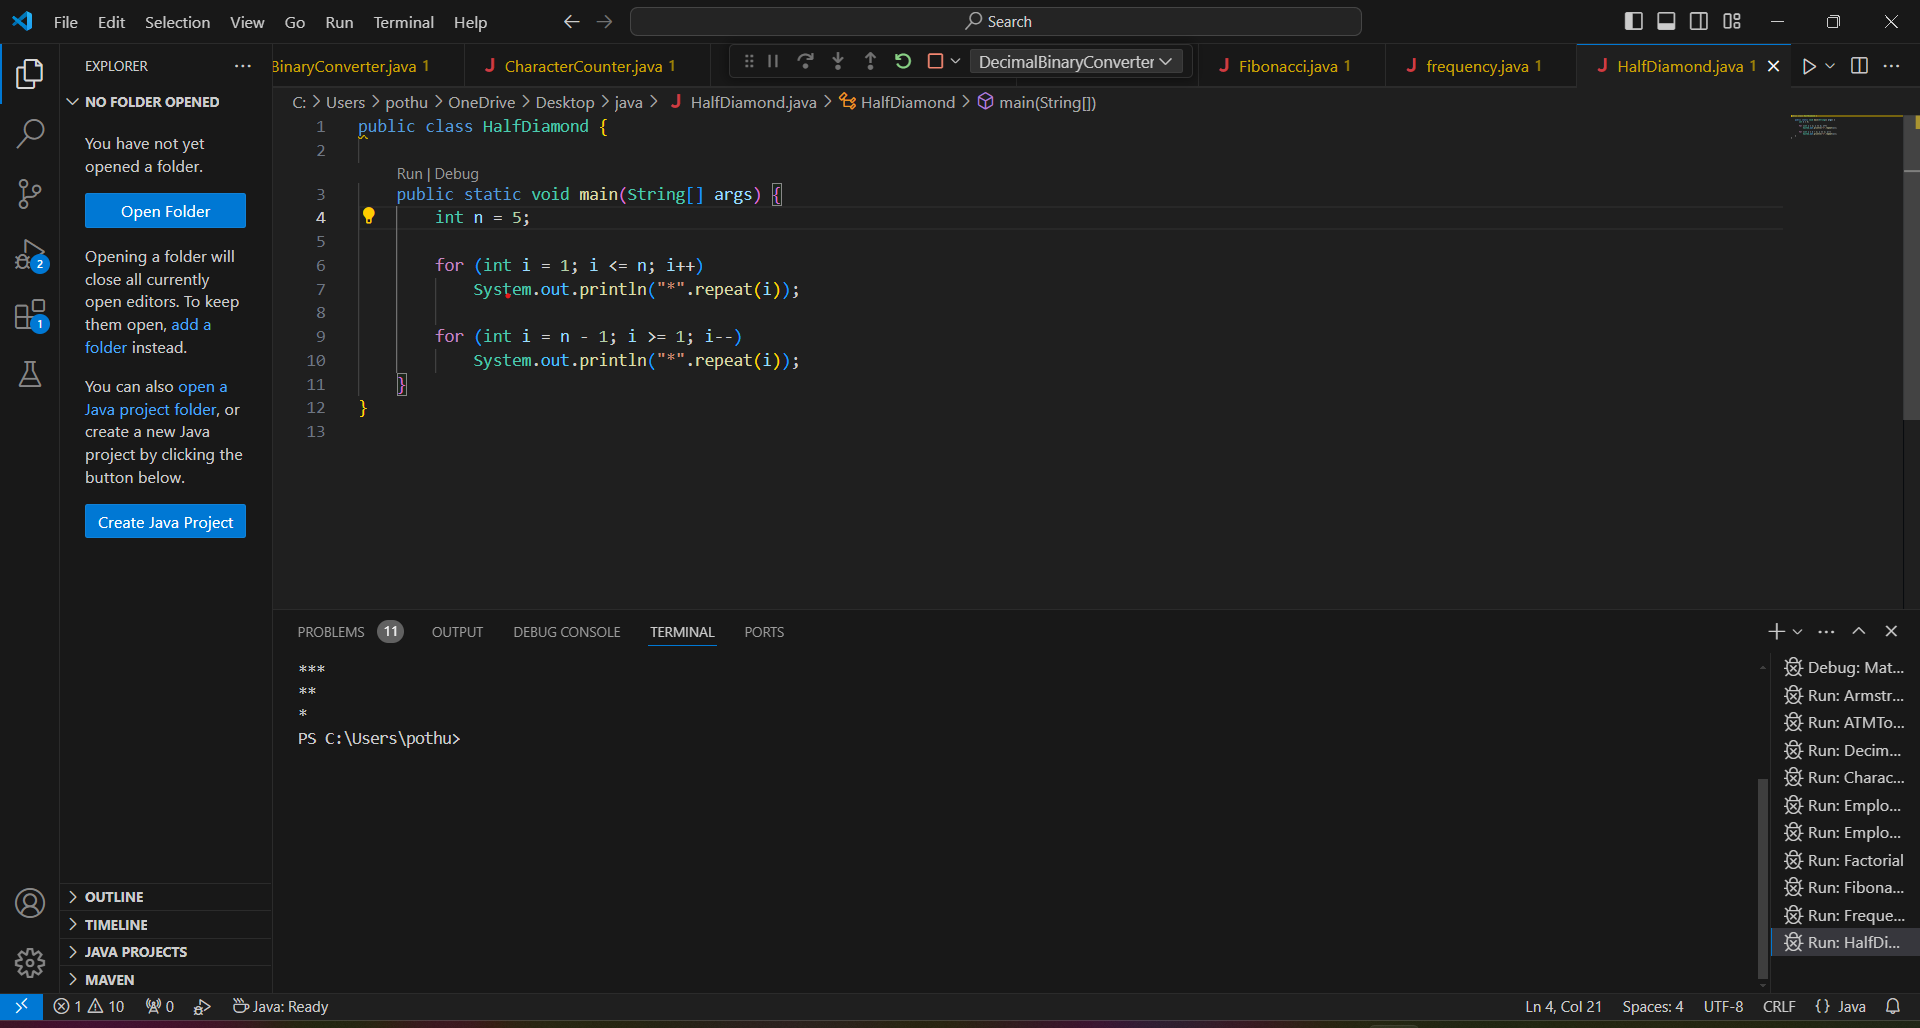 File Edit Selection View Go Run Terminal Help
Search
EXPLORER
BinaryConverter.java 1
CharacterCounter.java 1
DecimalBinaryConverter
Fibonacci.java 1
frequency.java 1
HalfDiamond.java 1
NO FOLDER OPENED
You have not yet
opened a folder.
Open Folder
Opening a folder will
close all currently
open editors. To keep
them open, add a
folder instead.
You can also open a
Java project folder, or
create a new Java
project by clicking the
button below.
Create Java Project
OUTLINE
TIMELINE
JAVA PROJECTS
MAVEN
2
1
C: > Users > pothu > OneDrive > Desktop > java > J HalfDiamond.java > HalfDiamond > main(String[])
1 public class HalfDiamond {
2
Run | Debug
3 public static void main(String[] args) {
4 int n = 5;
5
6 for (int i = 1; i <= n; i++)
7 System.out.println("*".repeat(i));
8
9 for (int i = n - 1; i >= 1; i--)
10 System.out.println("*".repeat(i));
11 }
12 }
13
PROBLEMS 11 OUTPUT DEBUG CONSOLE TERMINAL PORTS
***
**
*
PS C:\Users\pothu>
Debug: Mat...
Run: Armstr...
Run: ATMTo...
Run: Decim...
Run: Charac...
Run: Emplo...
Run: Emplo...
Run: Factorial
Run: Fibona...
Run: Freque...
Run: HalfDi...
1 10 0 Java: Ready
Ln 4, Col 21 Spaces: 4 UTF-8 CRLF {} Java